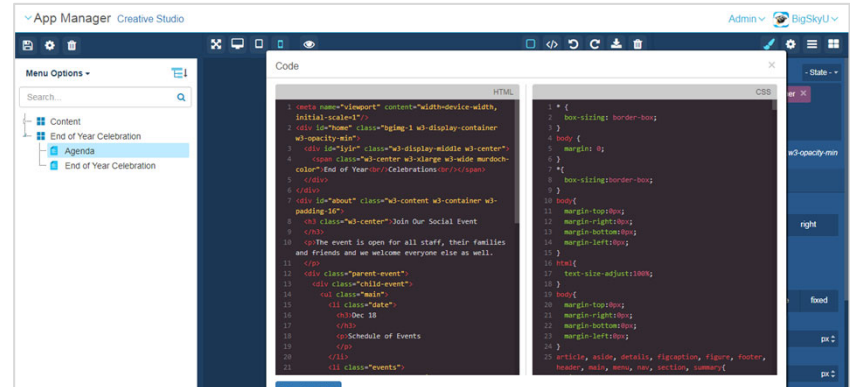 App Manager Creative Studio
Admin
BigSkyU
Menu Options
Search...
Content
End of Year Celebration
Agenda
End of Year Celebration
Code
HTML
1 <meta name="viewport" content="width=device-width,
initial-scale=1"/>
2 <div id="home" class="bgimg-1 w3-display-container
w3-opacity-min">
3 <div id="iyir" class="w3-display-middle w3-center">
4 <span class="w3-center w3-xlarge w3-wide murdoch-
color">End of Year<br/>Celebrations<br/></span>
5 </div>
6 </div>
7 <div id="about" class="w3-content w3-container w3-
padding-16">
8 <h3 class="w3-center">Join Our Social Event
9 </h3>
10 <p>The event is open for all staff, their families
and friends and we welcome everyone else as well.
11 </p>
12 <div class="parent-event">
13 <div class="child-event">
14 <ul class="main">
15 <li class="date">
16 <h3>Dec 18
17 </h3>
18 <p>Schedule of Events
19 </p>
20 </li>
21 <li class="events">
CSS
1 * {
2 box-sizing: border-box;
3 }
4 body {
5 margin: 0;
6 }
7 *{
8 box-sizing:border-box;
9 }
10 body{
11 margin-top:0px;
12 margin-right:0px;
13 margin-bottom:0px;
14 margin-left:0px;
15 }
16 html{
17 text-size-adjust:100%;
18 }
19 body{
20 margin-top:0px;
21 margin-right:0px;
22 margin-bottom:0px;
23 margin-left:0px;
24 }
25 article, aside, details, figcaption, figure, footer,
header, main, menu, nav, section, summary{
- State -
w3-opacity-min
right
fixed
px
px